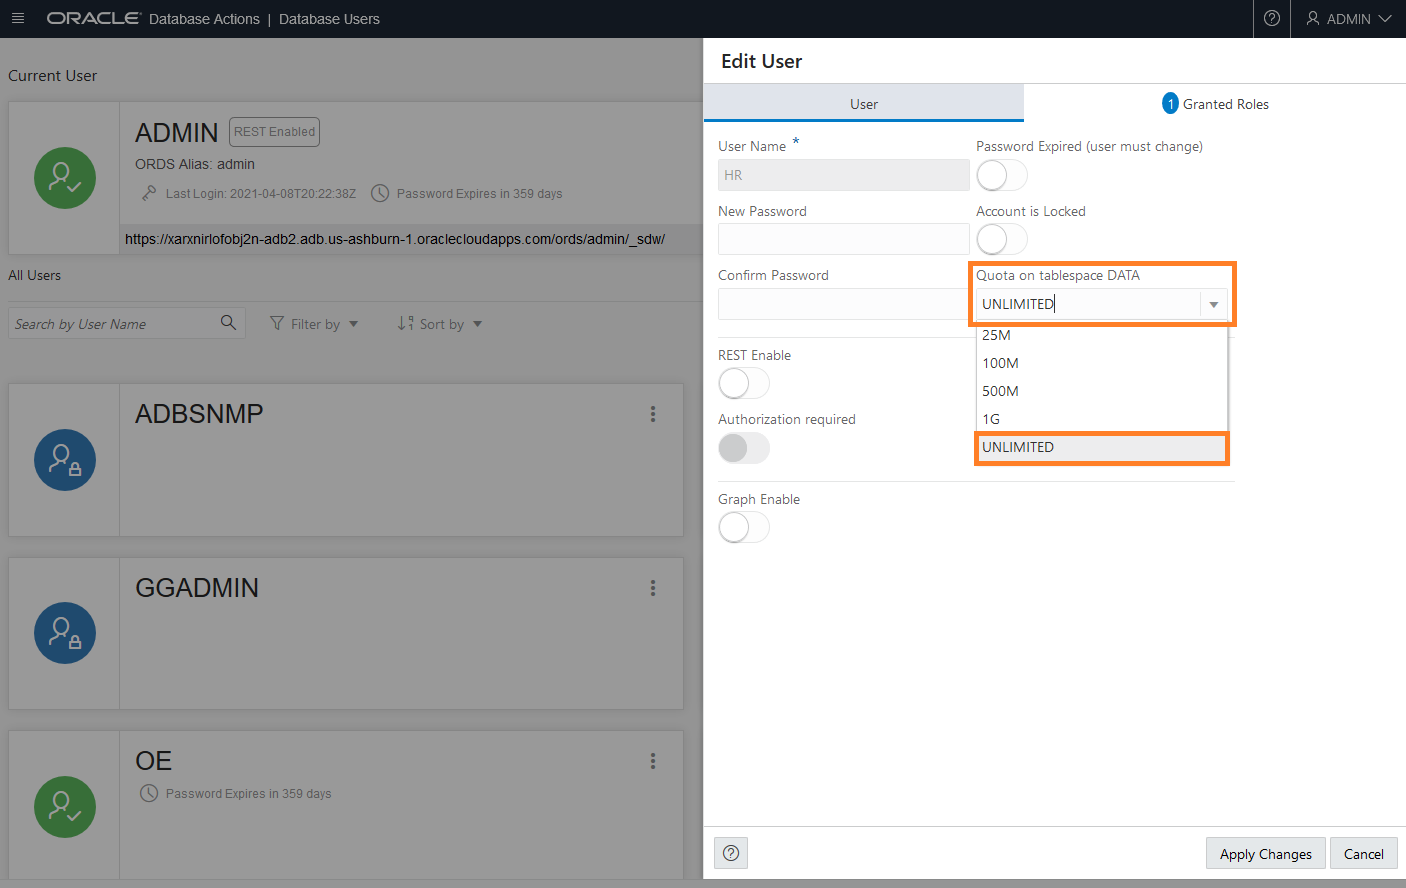 ORACLE Database Actions | Database Users
ADMIN
Current User
ADMIN REST Enabled
ORDS Alias: admin
Last Login: 2021-04-08T20:22:38Z Password Expires in 359 days
https://xarxnirlofobj2n-adb2.adb.us-ashburn-1.oraclecloudapps.com/ords/admin/_sdw/
All Users
Search by User Name Filter by Sort by
ADBSNMP
GGADMIN
OE
Password Expires in 359 days
Edit User
User 1 Granted Roles
User Name * Password Expired (user must change)
HR
New Password Account is Locked
Confirm Password Quota on tablespace DATA
UNLIMITED
25M
REST Enable
100M
500M
Authorization required 1G
UNLIMITED
Graph Enable
Apply Changes Cancel